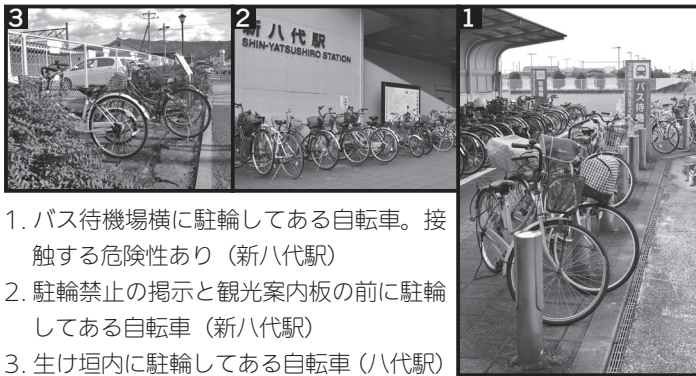 3
2
新八代駅
SHIN-YATSUSHIRO STATION
1
バス待機場
1. バス待機場横に駐輪してある自転車。接
触する危険性あり（新八代駅）
2. 駐輪禁止の掲示と観光案内板の前に駐輪
してある自転車（新八代駅）
3. 生け垣内に駐輪してある自転車（八代駅）